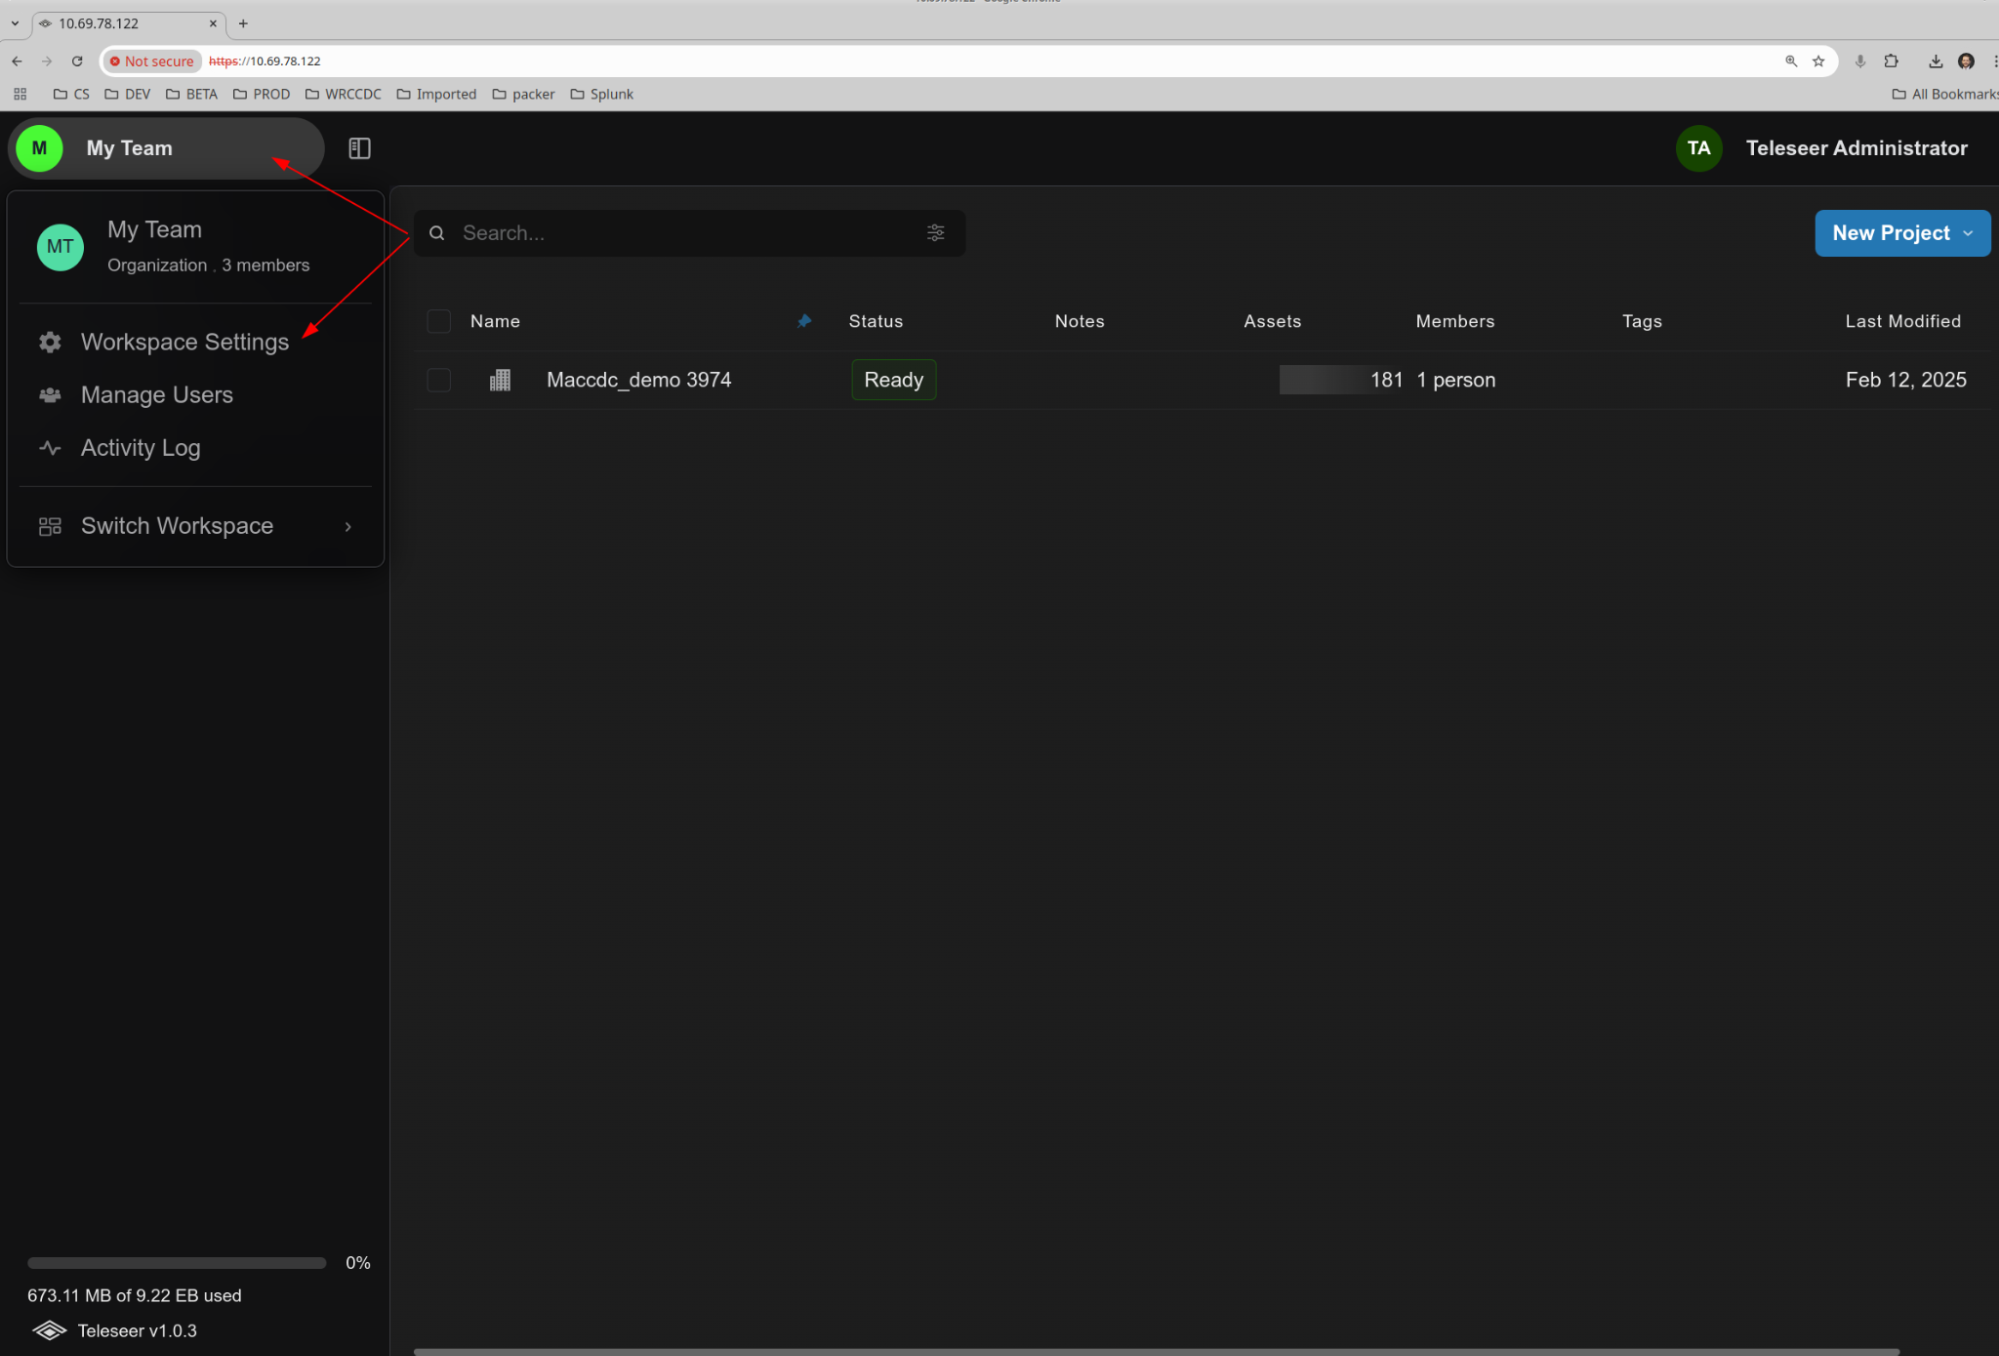 10.69.78.122
Not secure https://10.69.78.122
CS DEV BETA PROD WRCCDC Imported packer Splunk All Bookmarks
M My Team TA Teleseer Administrator
MT My Team
Organization . 3 members
Search... New Project
Workspace Settings
Manage Users
Activity Log
Switch Workspace
Name Status Notes Assets Members Tags Last Modified
Maccdc_demo 3974 Ready 181 1 person Feb 12, 2025
0%
673.11 MB of 9.22 EB used
Teleseer v1.0.3